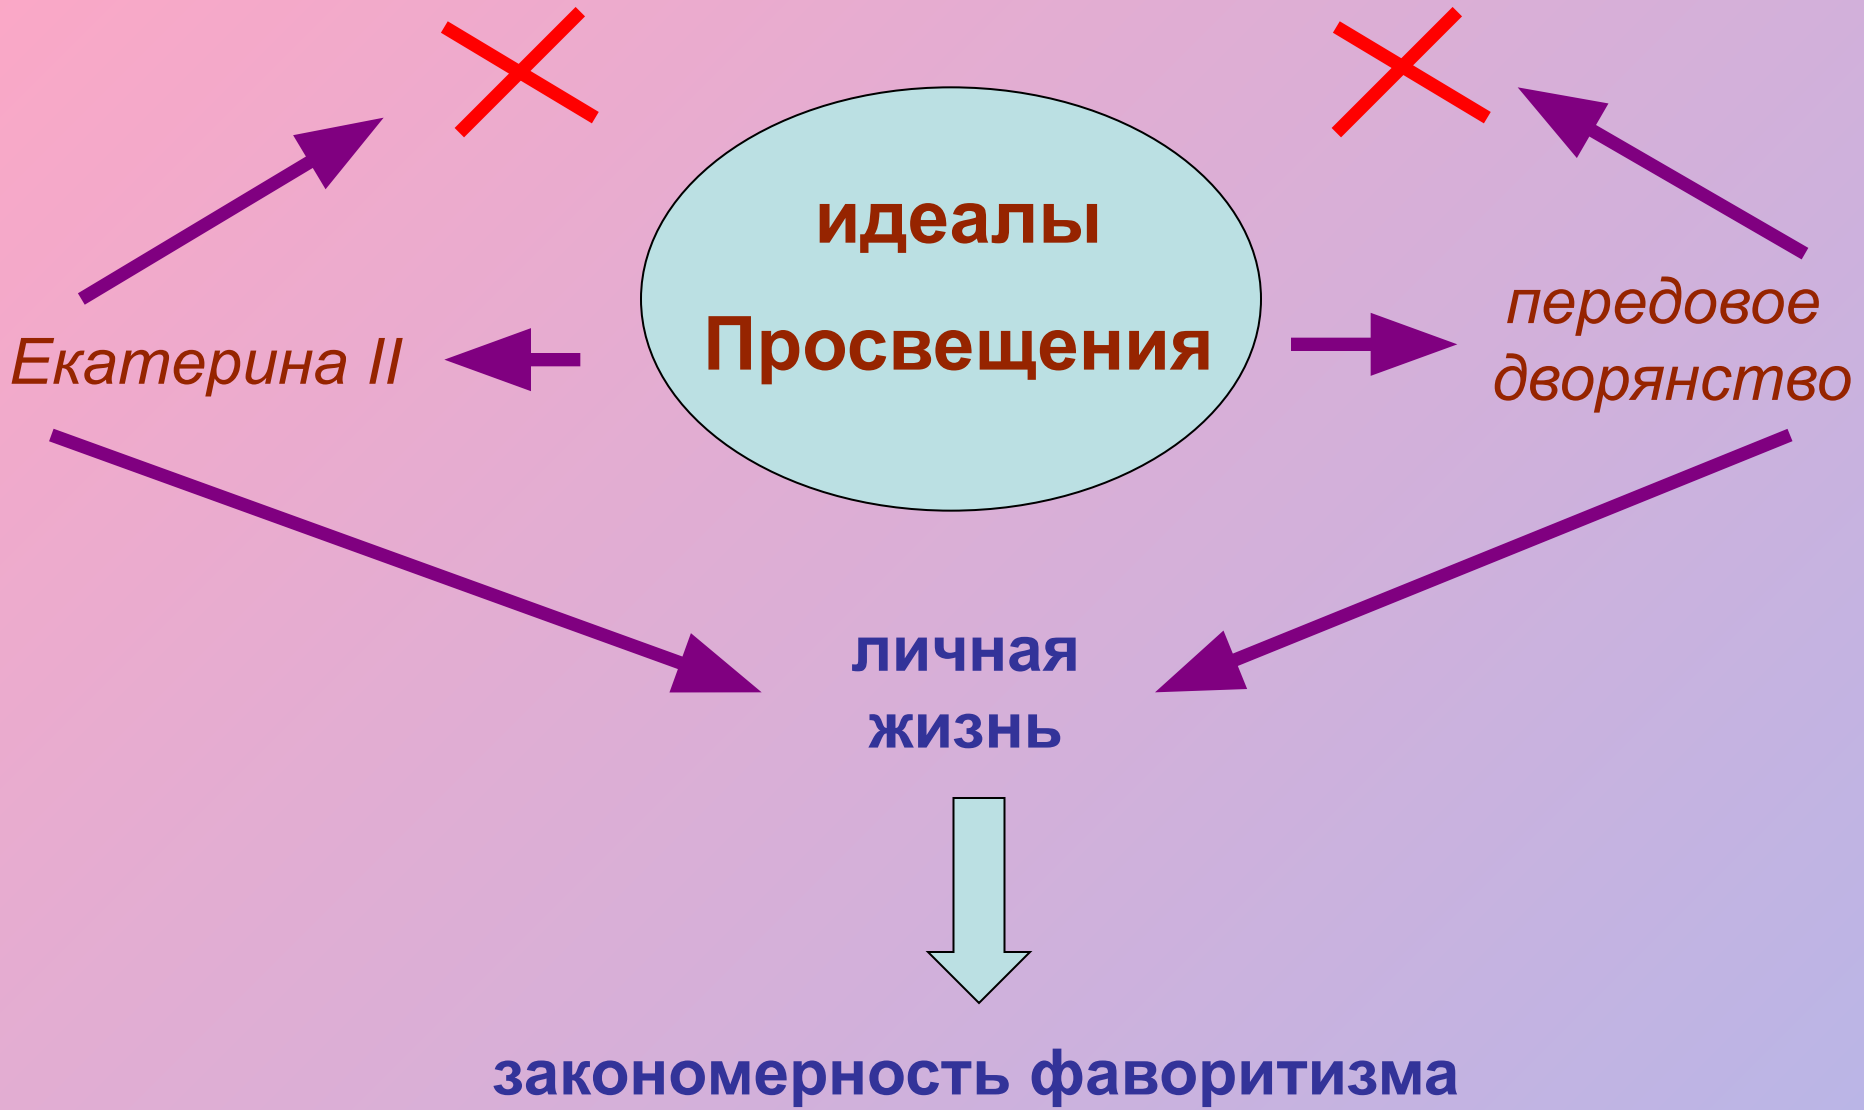 идеалы
Просвещения
Екатерина II
передовое
дворянство
личная
жизнь
закономерность фаворитизма